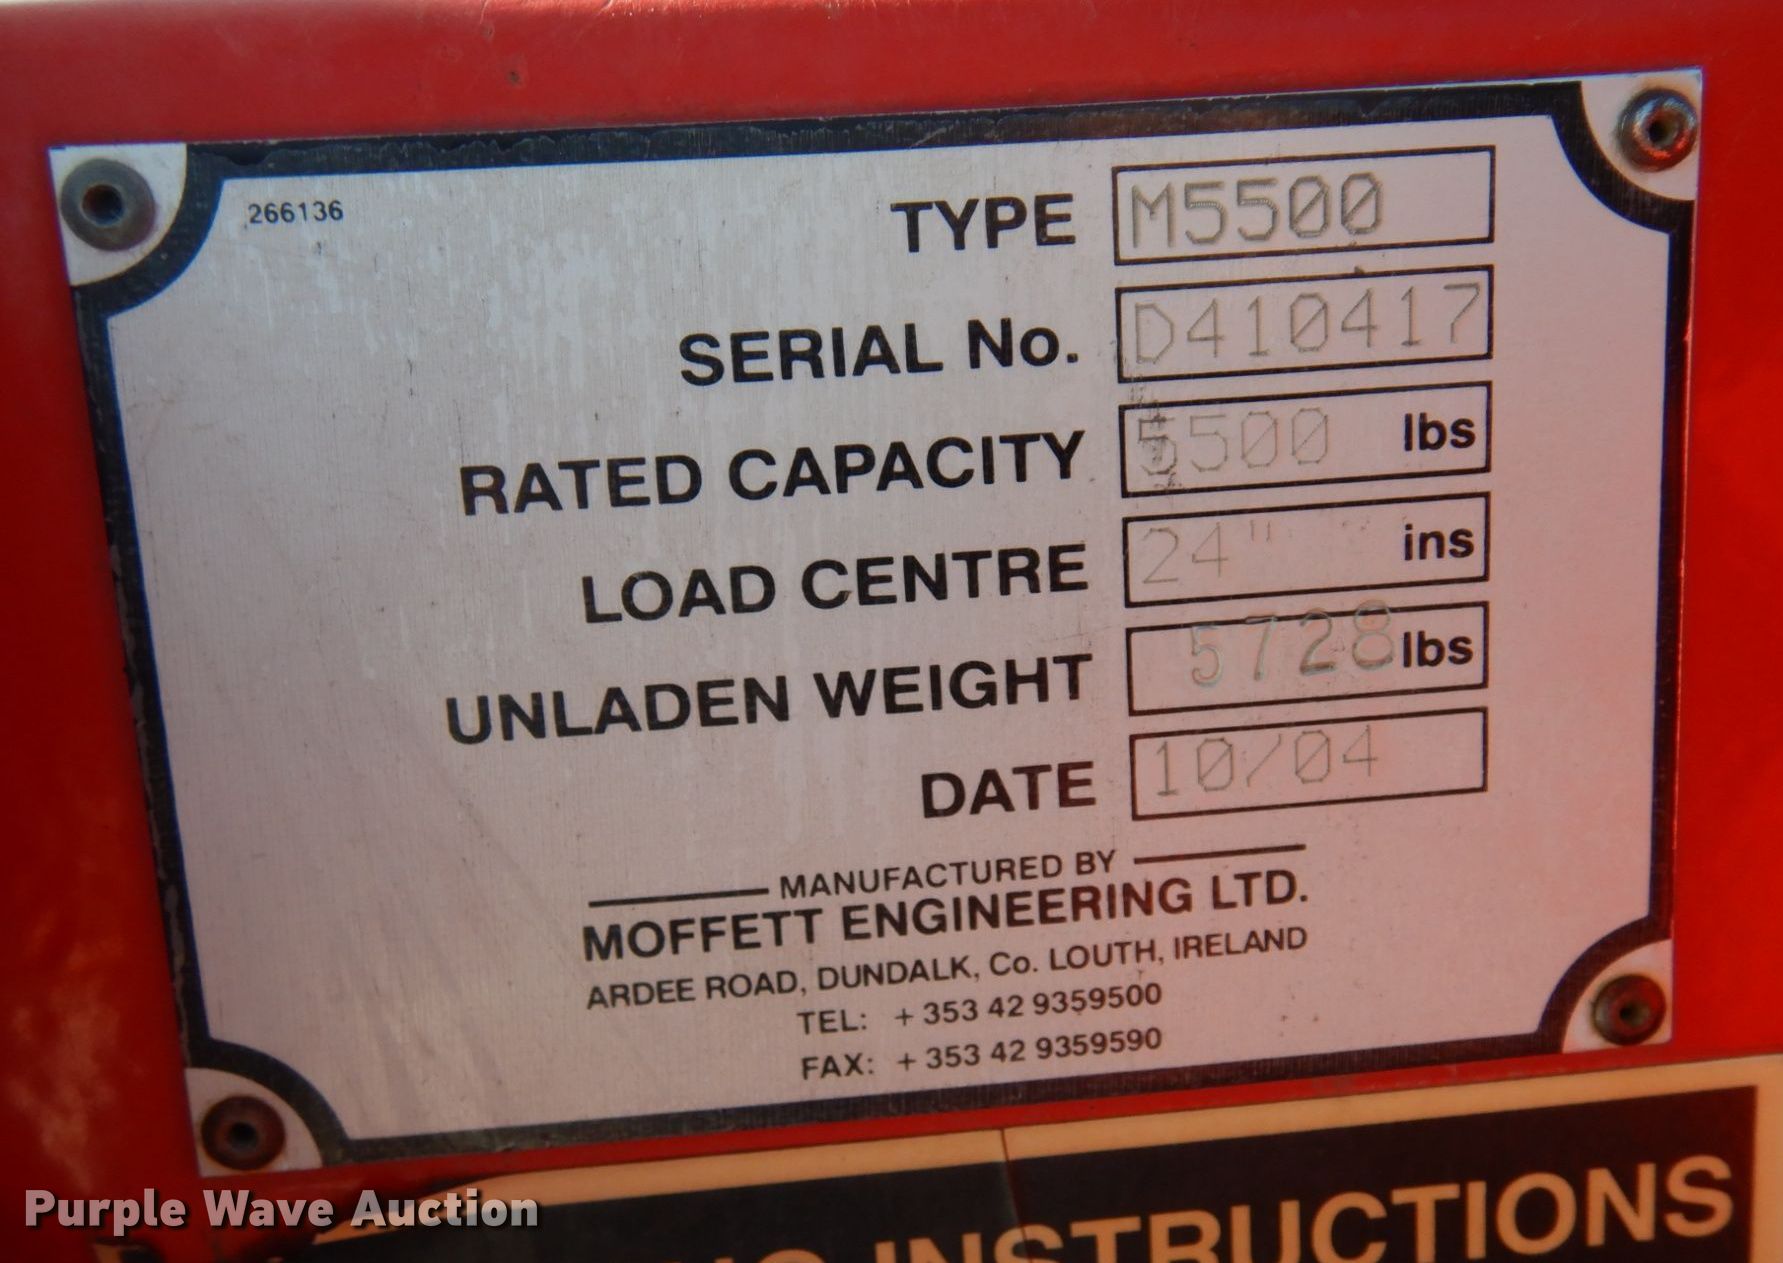 266136
TYPE M5500
SERIAL No. D410417
RATED CAPACITY 5500 lbs
LOAD CENTRE 24" ins
UNLADEN WEIGHT 5728 lbs
DATE 10/04
MANUFACTURED BY
MOFFETT ENGINEERING LTD.
ARDEE ROAD, DUNDALK, Co. LOUTH, IRELAND
TEL: + 353 42 9359500
FAX: + 353 42 9359590
INSTRUCTIONS
Purple Wave Auction